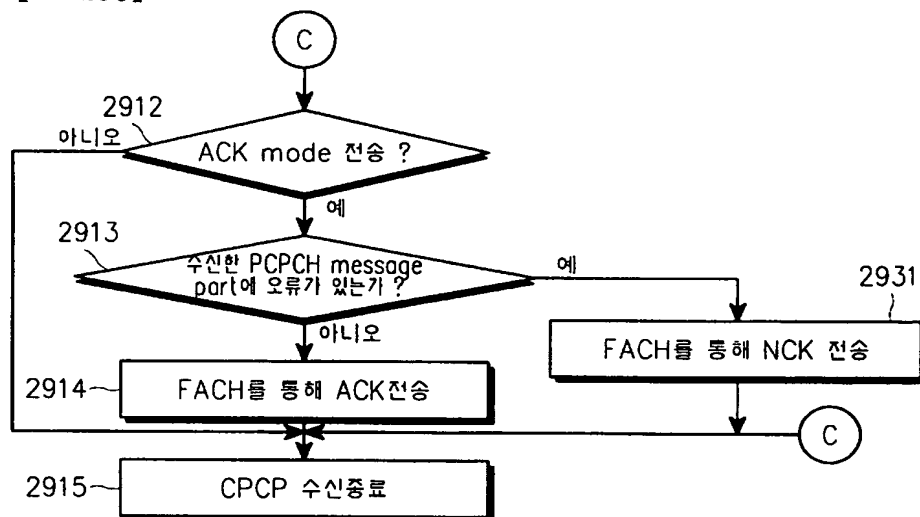 C
2912
아니오
ACK mode 전송 ?
예
2913
수신한 PCPCH message
part에 오류가 있는가 ?
예
2931
아니오
FACH를 통해 NCK 전송
2914
FACH를 통해 ACK전송
C
2915
CPCP 수신종료